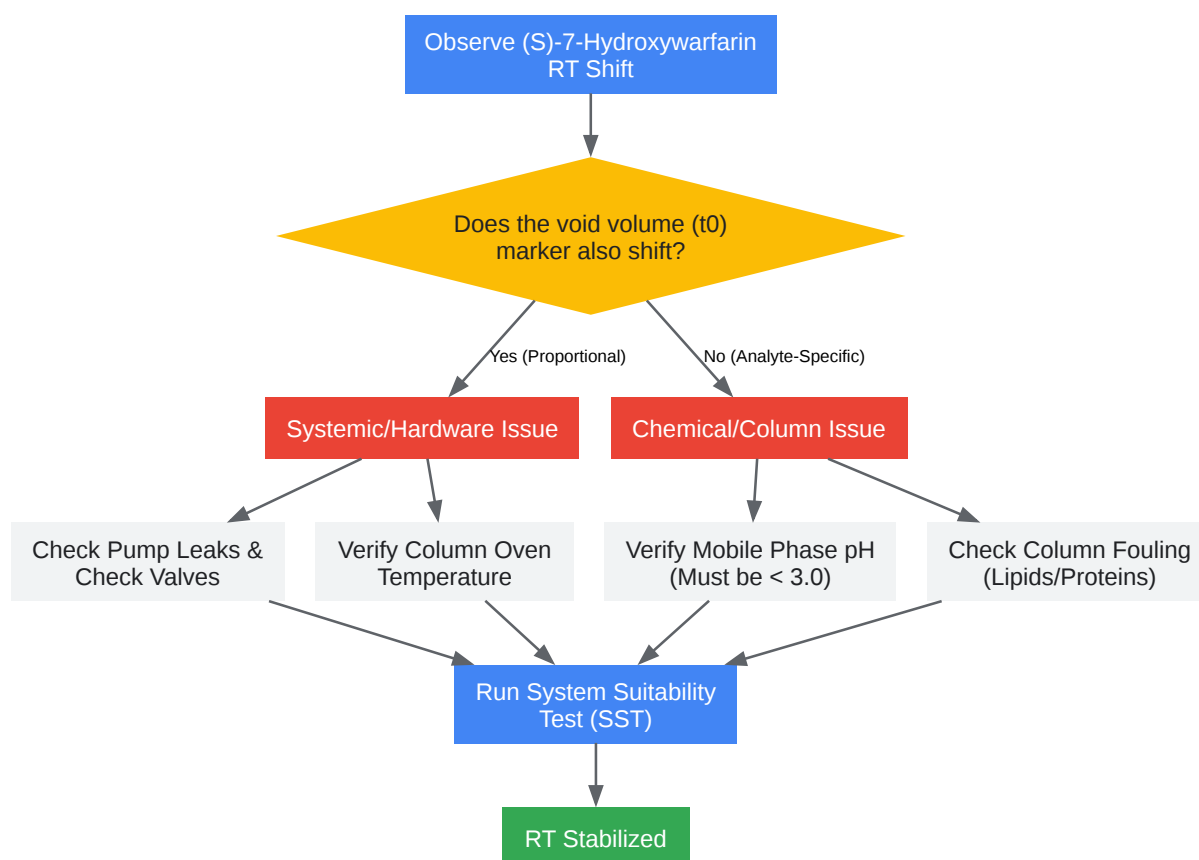 Observe (S)-7-Hydroxywarfarin
RT Shift
Does the void volume (t0)
marker also shift?
Yes (Proportional)
No (Analyte-Specific)
Systemic/Hardware Issue
Chemical/Column Issue
Check Pump Leaks &
Check Valves
Verify Column Oven
Temperature
Verify Mobile Phase pH
(Must be < 3.0)
Check Column Fouling
(Lipids/Proteins)
Run System Suitability
Test (SST)
RT Stabilized